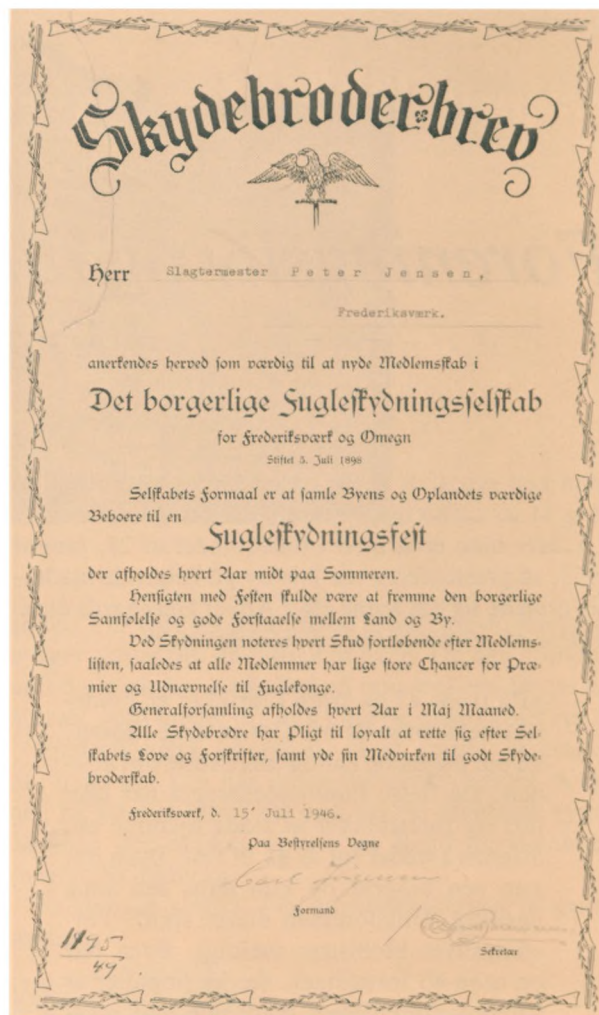 Skydebroder-brev
Herr Slagtermester Peter Jensen,
Frederiksværk.
anerkendes herved som værdig til at nyde Medlemsskab i
Det borgerlige Fugleskydningsselskab
for Frederiksværk og Omegn
Stiftet 5. Juli 1898
Selskabets Formaal er at samle Byens og Oplandets værdige
Beboere til en
Fugleskydningsfest
der afholdes hvert Aar midt paa Sommeren.
Hensigten med Festen skulde være at fremme den borgerlige
Samfølelse og gode Forstaaelse mellem Land og By.
Ved Skydningen noteres hvert Skud fortløbende efter Medlems-
listen, saaledes at alle Medlemmer har lige store Chancer for Præ-
mier og Udnævnelse til Fuglekonge.
Generalforsamling afholdes hvert Aar i Maj Maaned.
Alle Skydebrødre har Pligt til loyalt at rette sig efter Sel-
skabets Love og Forskrifter, samt yde sin Medvirken til godt Skyde-
broderskab.
Frederiksværk, d. 15' Juli 1946.
Paa Bestyrelsens Vegne
Carl
Formand
Sekretær